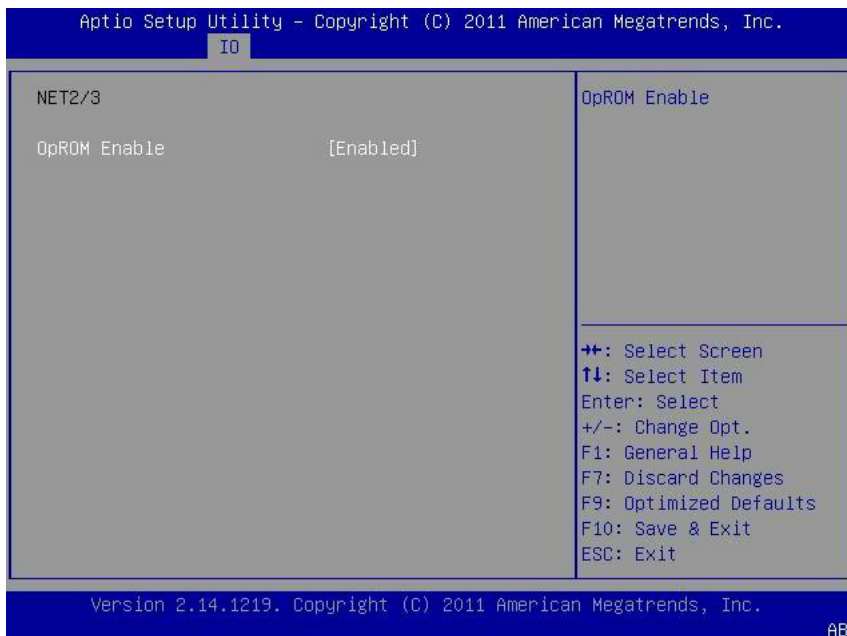 Aptio Setup Utility – Copyright (C) 2011 American Megatrends, Inc.
IO
NET2/3
OpROM Enable [Enabled]
OpROM Enable
→←: Select Screen
↑↓: Select Item
Enter: Select
+/-: Change Opt.
F1: General Help
F7: Discard Changes
F9: Optimized Defaults
F10: Save & Exit
ESC: Exit
Version 2.14.1219. Copyright (C) 2011 American Megatrends, Inc.
AB